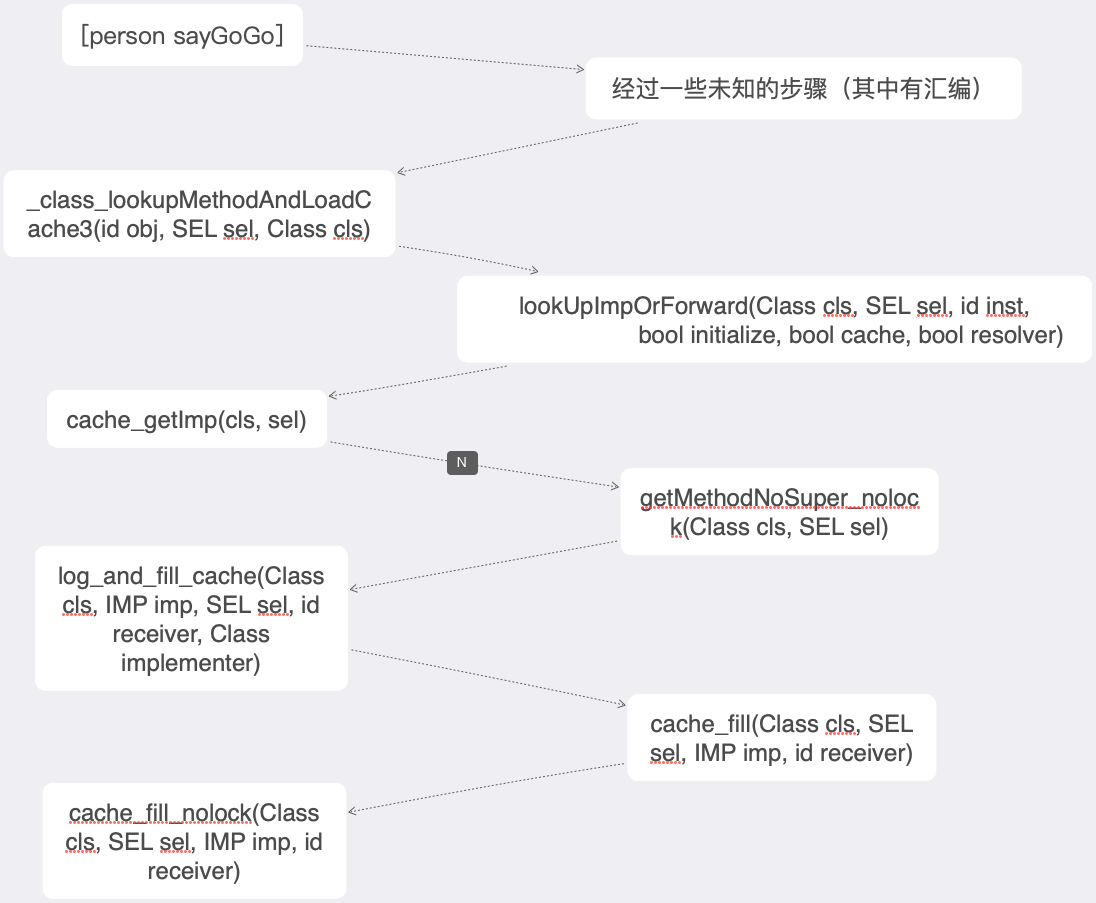 [person sayGoGo]
经过一些未知的步骤（其中有汇编）
_class_lookupMethodAndLoadC
ache3(id obj, SEL sel, Class cls)
lookUpImpOrForward(Class cls, SEL sel, id inst,
bool initialize, bool cache, bool resolver)
cache_getImp(cls, sel)
N
getMethodNoSuper_noloc
k(Class cls, SEL sel)
log_and_fill_cache(Class
cls, IMP imp, SEL sel, id
receiver, Class
implementer)
cache_fill(Class cls, SEL
sel, IMP imp, id receiver)
cache_fill_nolock(Class
cls, SEL sel, IMP imp, id
receiver)